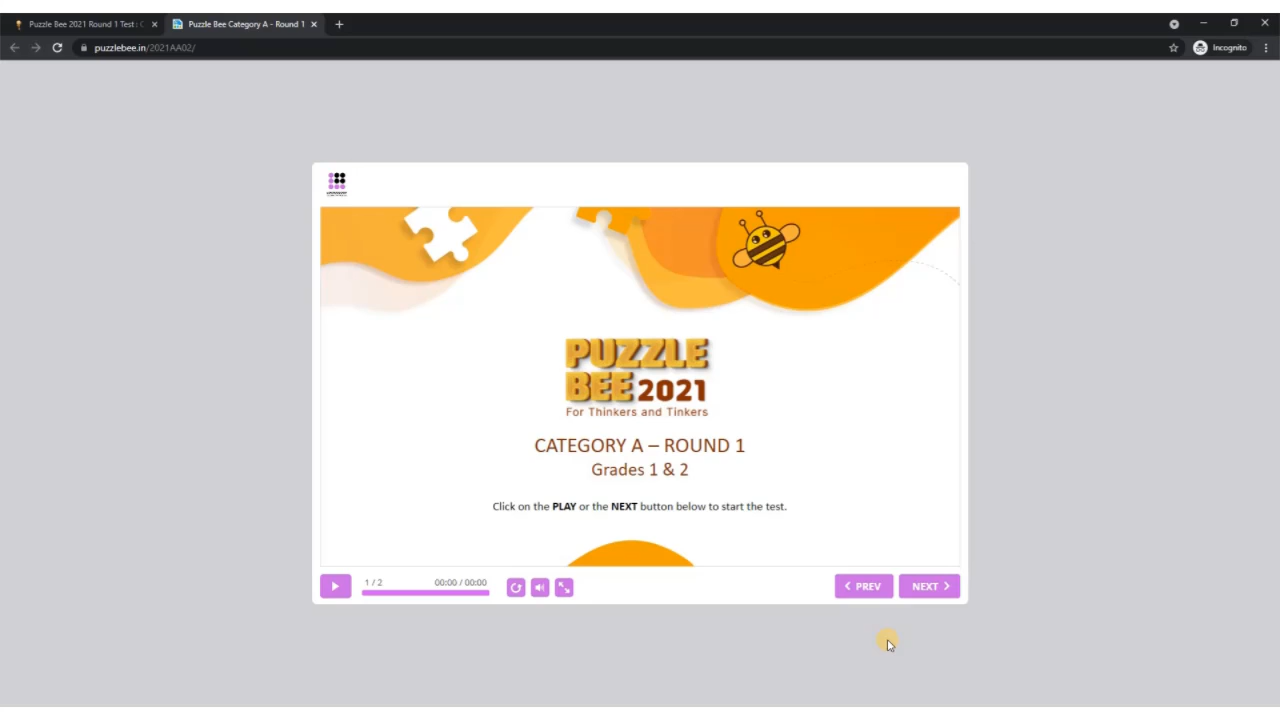 Puzzle Bee 2021 Round 1 Test :
Puzzle Bee Category A - Round 1
puzzlebee.in/2021AA02/
Incognito
PUZZLE
BEE 2021
For Thinkers and Tinkers
CATEGORY A – ROUND 1
Grades 1 & 2
Click on the PLAY or the NEXT button below to start the test.
1 / 2
00:00 / 00:00
PREV
NEXT